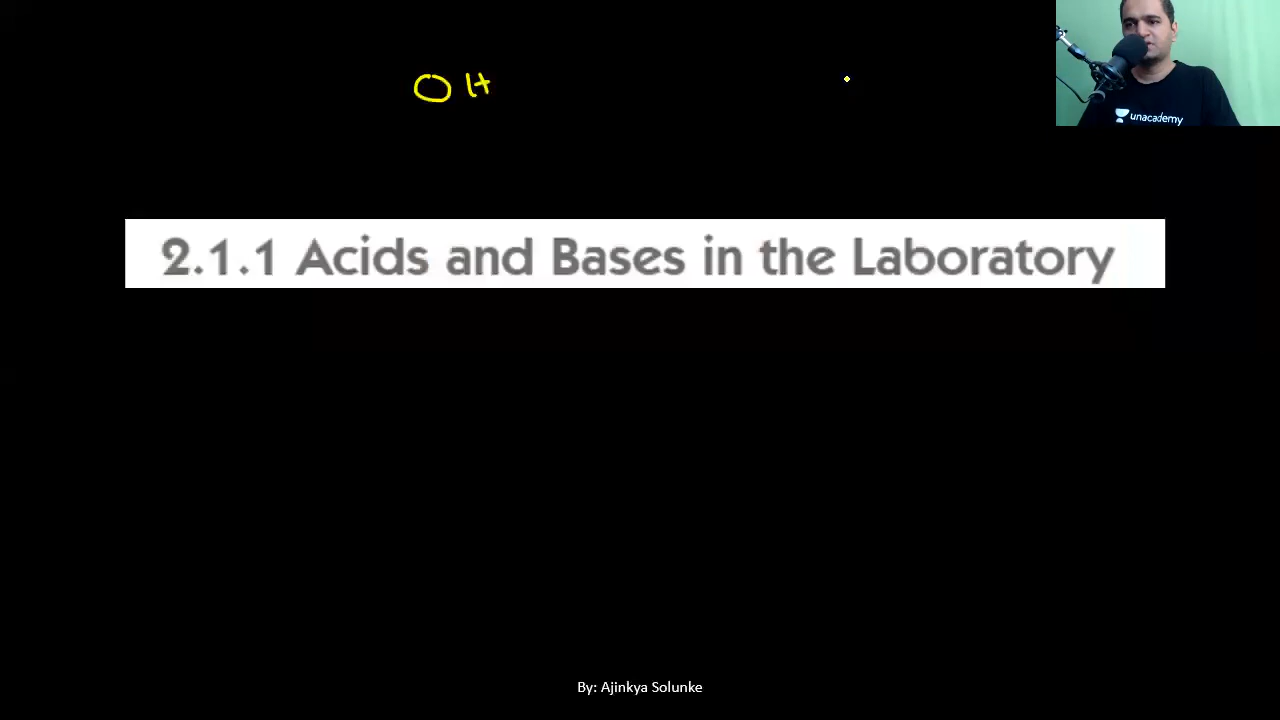 OH
unacademy
2.1.1 Acids and Bases in the Laboratory
By: Ajinkya Solunke